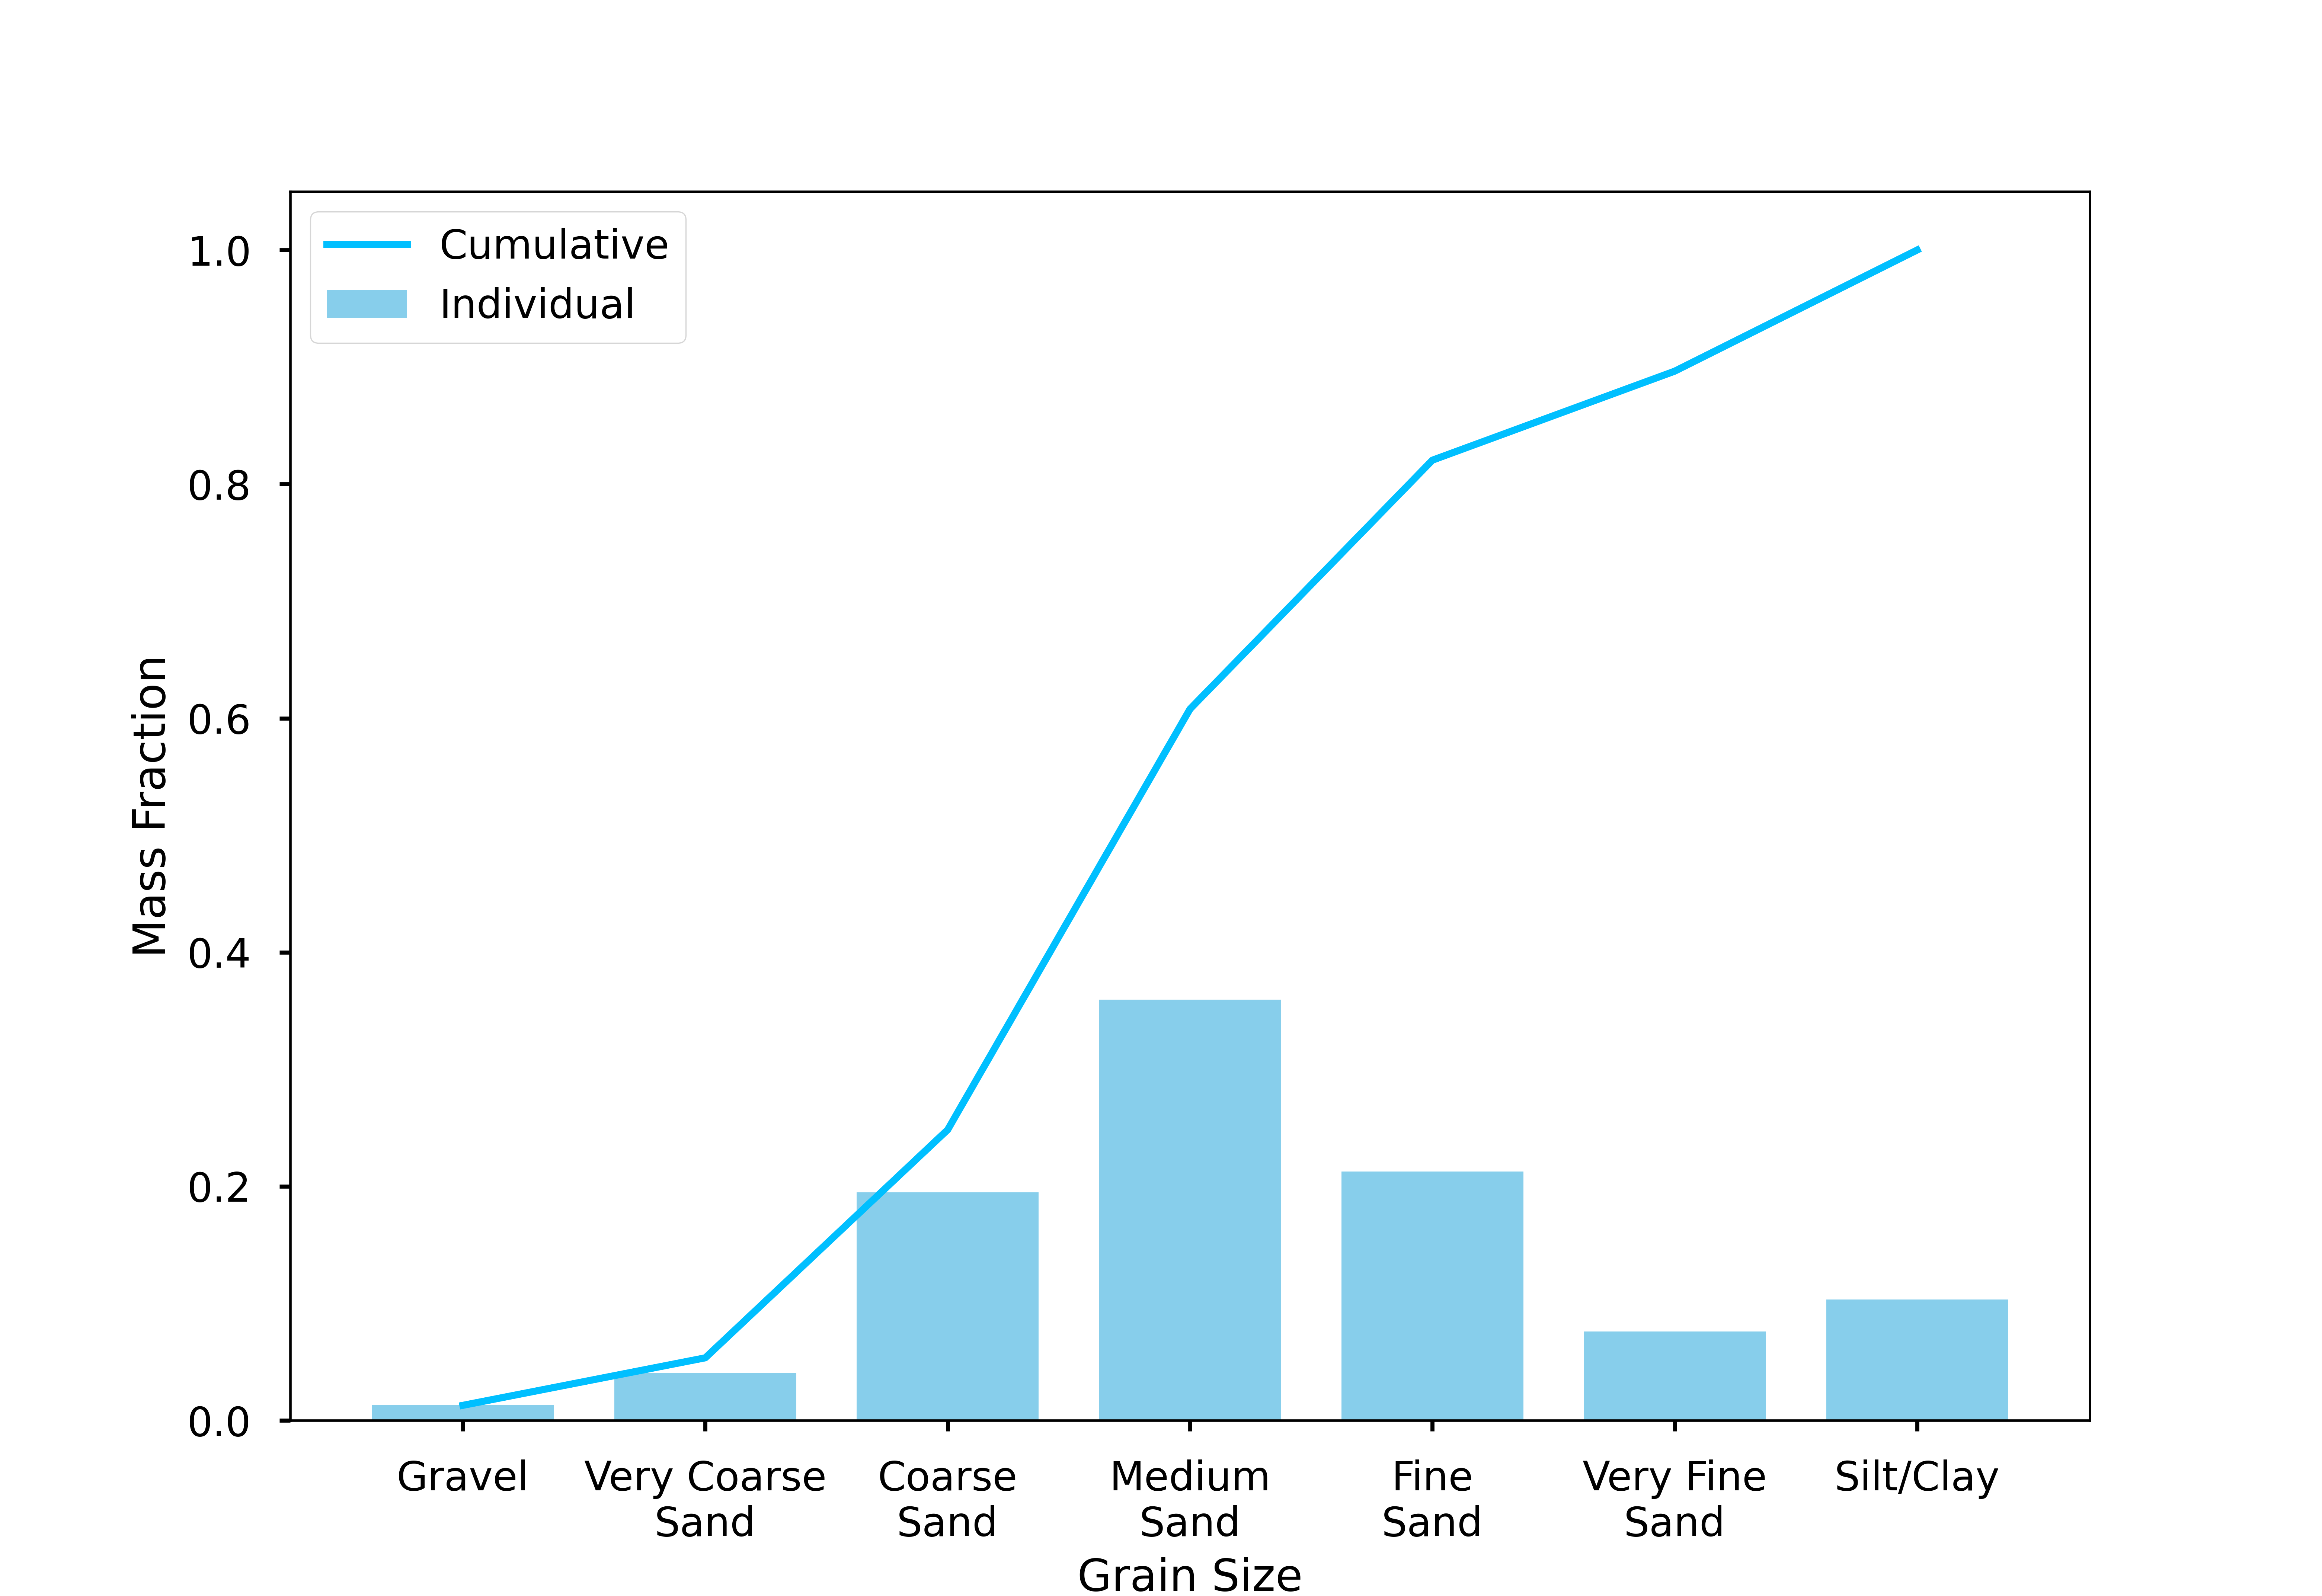 Cumulative
Individual
1.0
0.8
0.6
0.4
0.2
0.0
Mass Fraction
Gravel
Very Coarse
Sand
Coarse
Sand
Medium
Sand
Fine
Sand
Very Fine
Sand
Silt/Clay
Grain Size